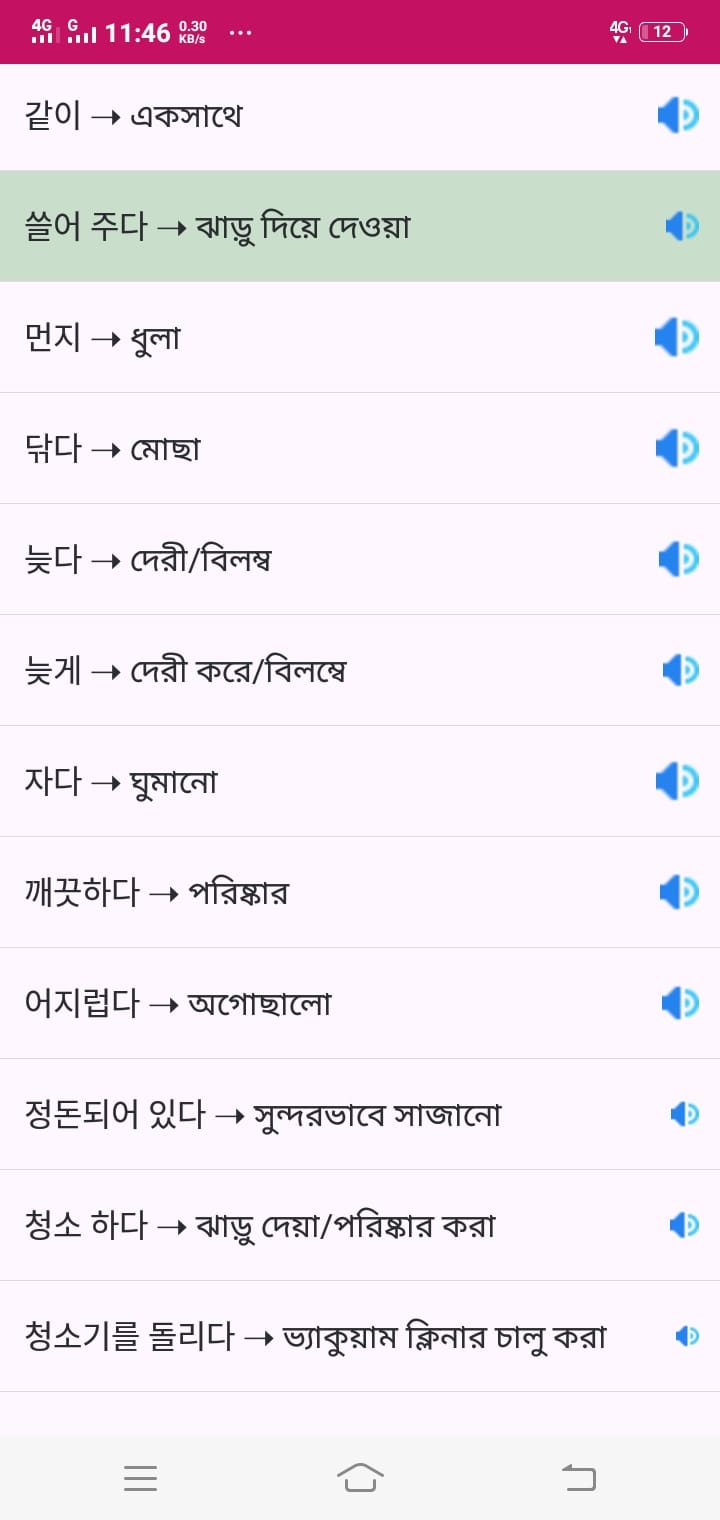 4G G 11:46 0.30 KB/s ... 4G 12
같이 → একসাথে
쓸어 주다 → ঝাড়ু দিয়ে দেওয়া
먼지 → ধুলা
닦다 → মোছা
늦다 → দেরী/বিলম্ব
늦게 → দেরী করে/বিলম্বে
자다 → ঘুমানো
깨끗하다 → পরিষ্কার
어지럽다 → অগোছালো
정돈되어 있다 → সুন্দরভাবে সাজানো
청소 하다 → ঝাড়ু দেয়া/পরিষ্কার করা
청소기를 돌리다 → ভ্যাকুয়াম ক্লিনার চালু করা